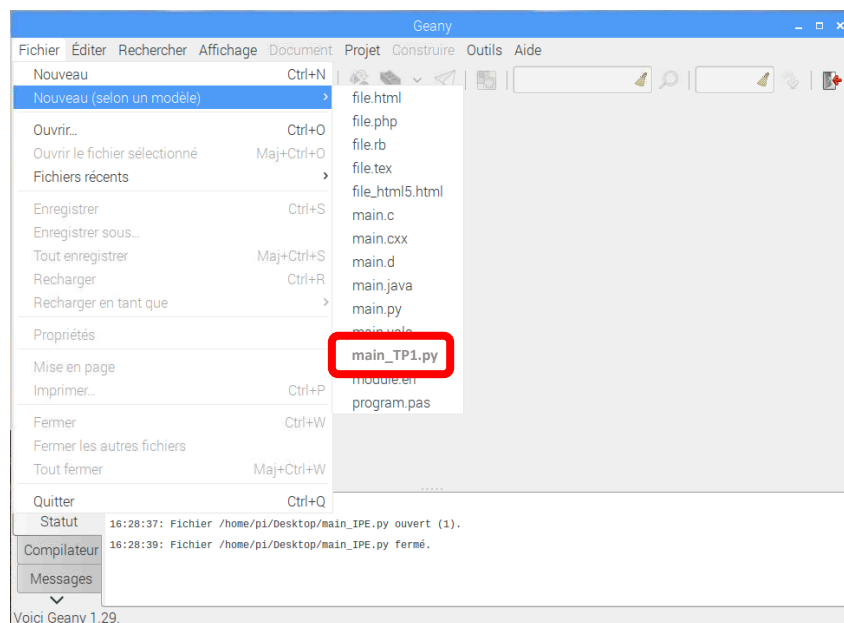 Geany
Fichier Éditer Rechercher Affichage Document Projet Construire Outils Aide
Nouveau Ctrl+N
Nouveau (selon un modèle)
Ouvrir... Ctrl+O
Ouvrir le fichier sélectionné Maj+Ctrl+O
Fichiers récents
Enregistrer Ctrl+S
Enregistrer sous...
Tout enregistrer Maj+Ctrl+S
Recharger Ctrl+R
Recharger en tant que
Propriétés
Mise en page
Imprimer... Ctrl+P
Fermer Ctrl+W
Fermer les autres fichiers
Tout fermer Maj+Ctrl+W
Quitter Ctrl+Q
file.html
file.php
file.rb
file.tex
file_html5.html
main.c
main.cxx
main.d
main.java
main.py
main.vala
main_TP1.py
program.pas
Statut
Compilateur
Messages
16:28:37: Fichier /home/pi/Desktop/main_IPE.py ouvert (1).
16:28:39: Fichier /home/pi/Desktop/main_IPE.py fermé.
Voici Geany 1.29.